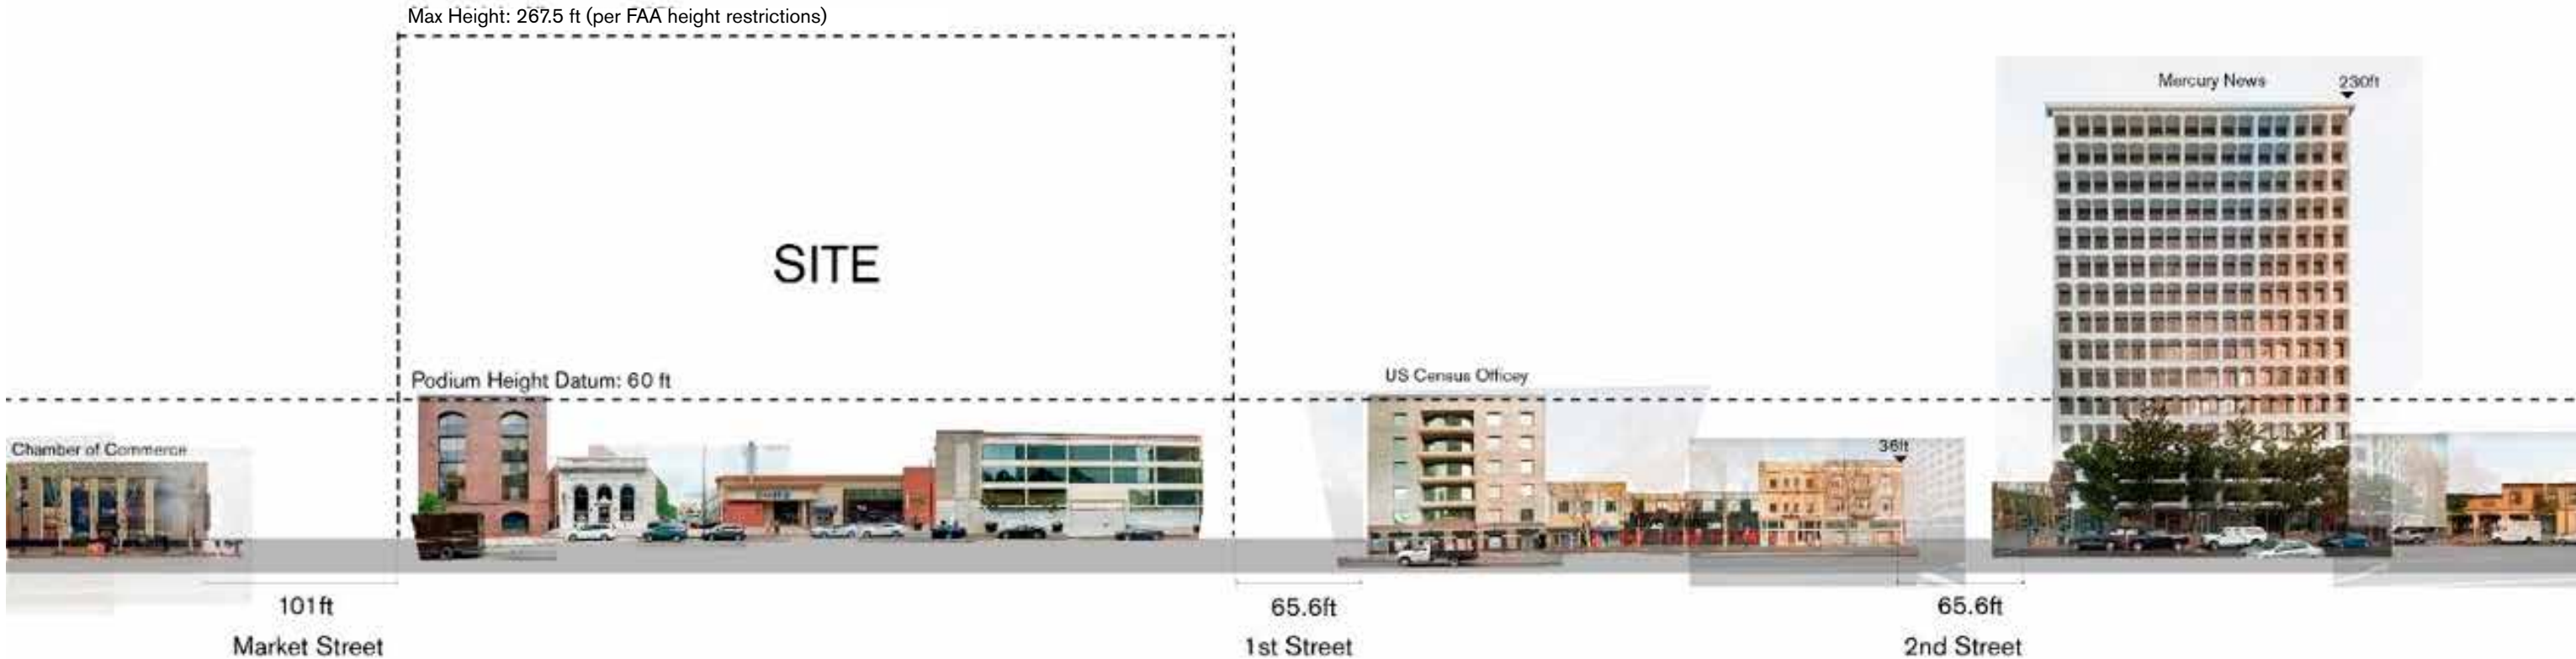 Max Height: 267.5 ft (per FAA height restrictions)
Mercury News
230ft
SITE
Podium Height Datum: 60 ft
US Census Officey
Chamber of Commerce
36ft
101ft
65.6ft
65.6ft
Market Street
1st Street
2nd Street